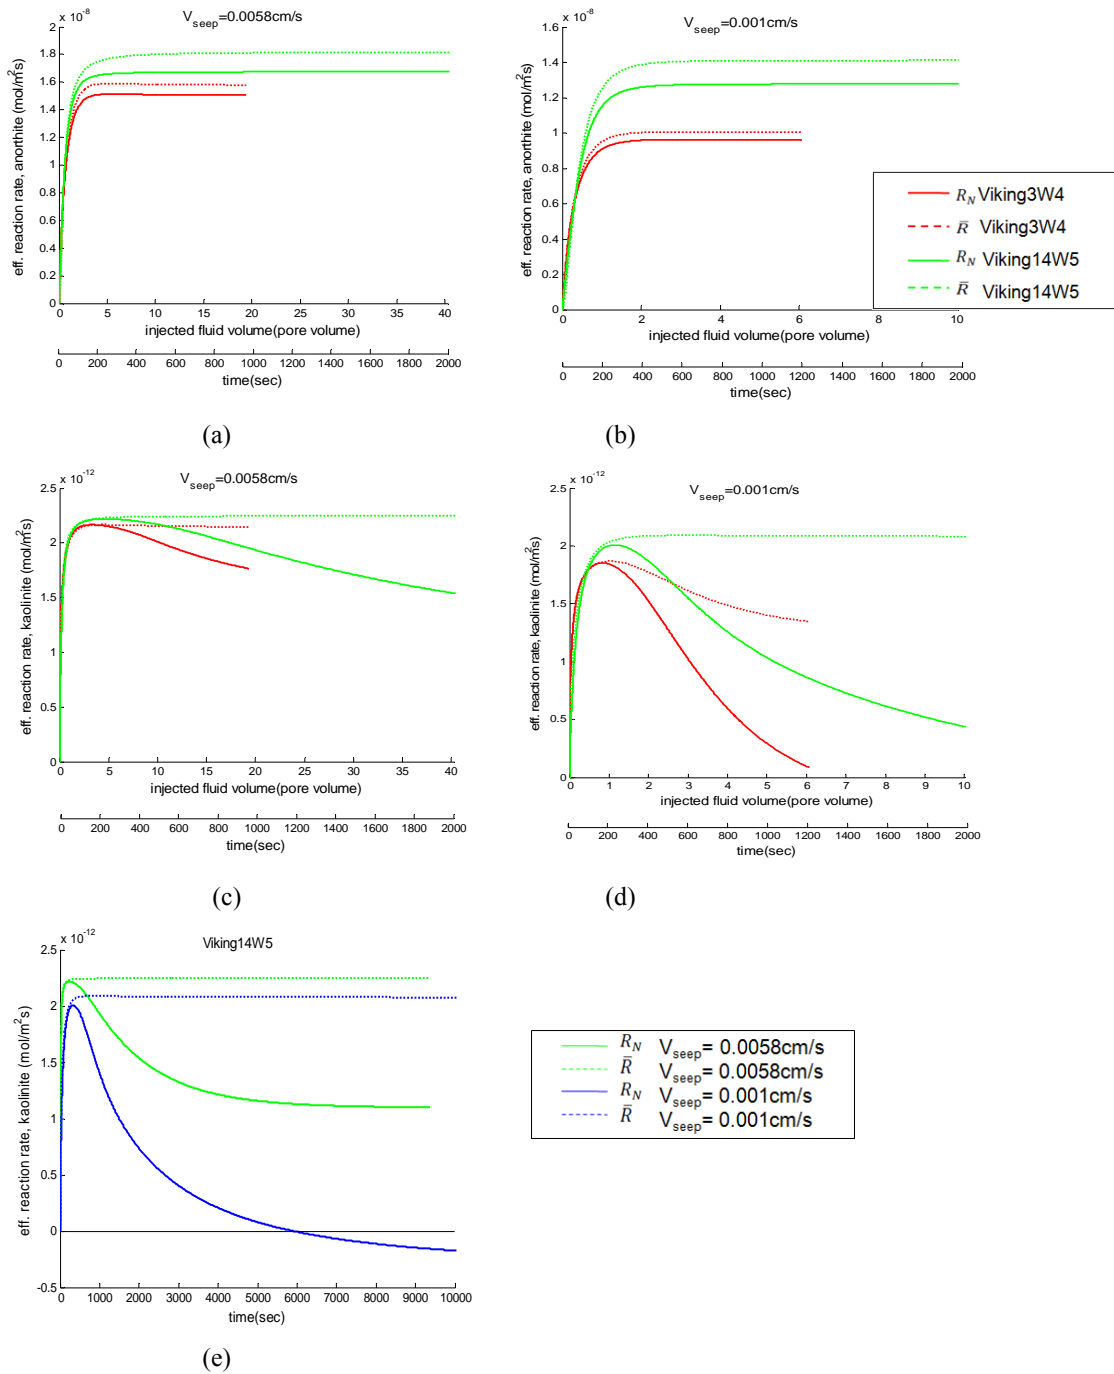 x 10^-8
V_seep=0.0058cm/s
2
1.8
1.6
1.4
1.2
1
0.8
0.6
0.4
0.2
0
eff. reaction rate, anorthite (mol/m^2s)
0 5 10 15 20 25 30 35 40
injected fluid volume(pore volume)
0 200 400 600 800 1000 1200 1400 1600 1800 2000
time(sec)
(a)
x 10^-8
V_seep=0.001cm/s
1.6
1.4
1.2
1
0.8
0.6
0.4
0.2
0
eff. reaction rate, anorthite (mol/m^2s)
0 2 4 6 8 10
injected fluid volume(pore volume)
0 200 400 600 800 1000 1200 1400 1600 1800 2000
time(sec)
(b)
R_N Viking3W4
R̄ Viking3W4
R_N Viking14W5
R̄ Viking14W5
x 10^-12
V_seep=0.0058cm/s
2.5
2
1.5
1
0.5
0
eff. reaction rate, kaolinite (mol/m^2s)
0 5 10 15 20 25 30 35 40
injected fluid volume(pore volume)
0 200 400 600 800 1000 1200 1400 1600 1800 2000
time(sec)
(c)
x 10^-12
V_seep=0.001cm/s
2.5
2
1.5
1
0.5
0
eff. reaction rate, kaolinite (mol/m^2s)
0 1 2 3 4 5 6 7 8 9 10
injected fluid volume(pore volume)
0 200 400 600 800 1000 1200 1400 1600 1800 2000
time(sec)
(d)
x 10^-12
Viking14W5
2.5
2
1.5
1
0.5
0
-0.5
eff. reaction rate, kaolinite (mol/m^2s)
0 1000 2000 3000 4000 5000 6000 7000 8000 9000 10000
time(sec)
(e)
R_N V_seep= 0.0058cm/s
R̄ V_seep= 0.0058cm/s
R_N V_seep= 0.001cm/s
R̄ V_seep= 0.001cm/s